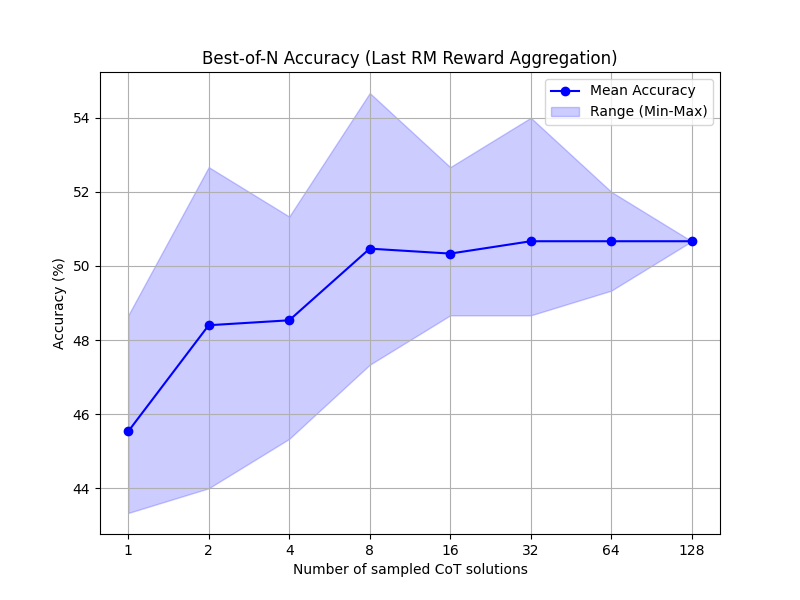 Best-of-N Accuracy (Last RM Reward Aggregation)
Mean Accuracy
Range (Min-Max)
Accuracy (%)
54
52
50
48
46
44
1 2 4 8 16 32 64 128
Number of sampled CoT solutions